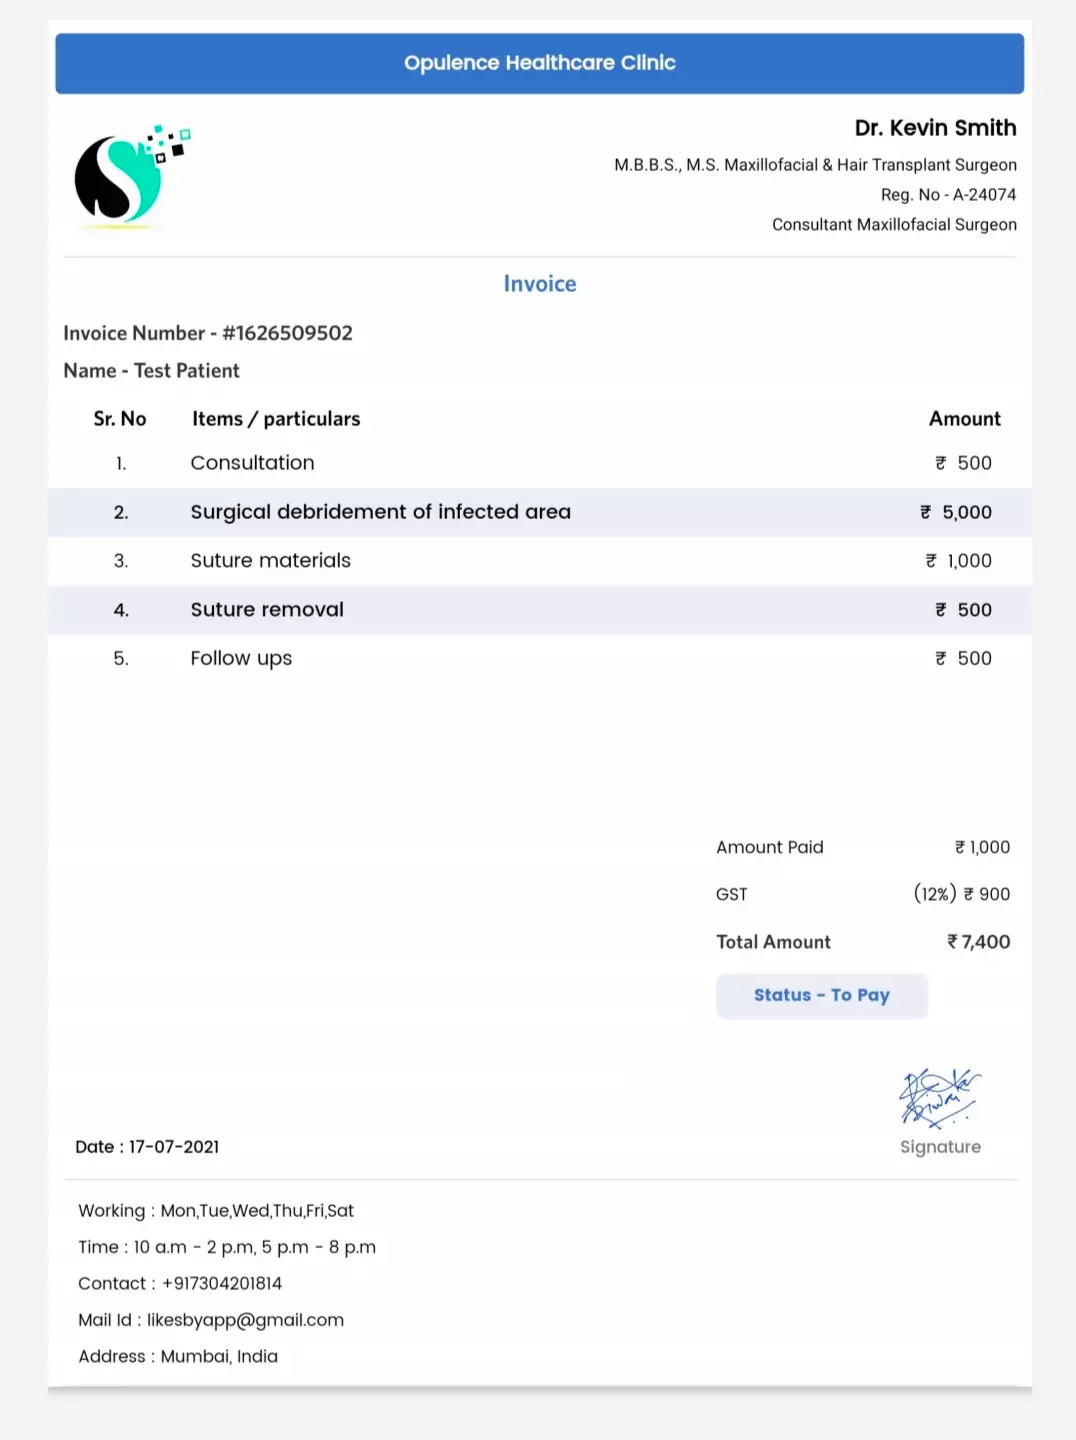 Opulence Healthcare Clinic
Dr. Kevin Smith
M.B.B.S., M.S. Maxillofacial & Hair Transplant Surgeon
Reg. No - A-24074
Consultant Maxillofacial Surgeon
Invoice
Invoice Number - #1626509502
Name - Test Patient
Sr. No Items / particulars Amount
1. Consultation ₹ 500
2. Surgical debridement of infected area ₹ 5,000
3. Suture materials ₹ 1,000
4. Suture removal ₹ 500
5. Follow ups ₹ 500
Amount Paid ₹ 1,000
GST (12%) ₹ 900
Total Amount ₹ 7,400
Status - To Pay
Date : 17-07-2021
Signature
Working : Mon,Tue,Wed,Thu,Fri,Sat
Time : 10 a.m - 2 p.m, 5 p.m - 8 p.m
Contact : +917304201814
Mail Id : likesbyapp@gmail.com
Address : Mumbai, India